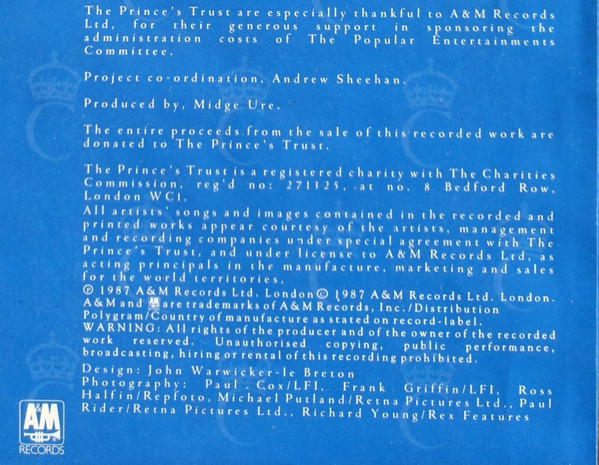 The Prince's Trust are especially thankful to A&M Records
Ltd, for their generous support in sponsoring the
administration costs of The Popular Entertainments
Committee.
Project co-ordination, Andrew Sheehan.
Produced by, Midge Ure.
The entire proceeds from the sale of this recorded work are
donated to The Prince's Trust.
The Prince's Trust is a registered charity with The Charities
Commission, reg'd no: 271325, at no. 8 Bedford Row,
London WC1.
All artists' songs and images contained in the recorded and
printed works appear courtesy of the artists, management
and recording companies under special agreement with The
Prince's Trust, and under license to A&M Records Ltd, as
acting principals in the manufacture, marketing and sales
for the world territories.
℗ 1987 A&M Records Ltd. London © 1987 A&M Records Ltd. London.
A&M and A&M are trademarks of A&M Records, Inc./Distribution
Polygram/Country of manufacture as stated on record-label.
WARNING: All rights of the producer and of the owner of the recorded
work reserved. Unauthorised copying, public performance,
broadcasting, hiring or rental of this recording prohibited.
Design: John Warwicker-le Breton
Photography: Paul Cox/LFI, Frank Griffin/LFI, Ross
Halfin/Repfoto, Michael Putland/Retna Pictures Ltd., Paul
Rider/Retna Pictures Ltd., Richard Young/Rex Features
A&M
RECORDS